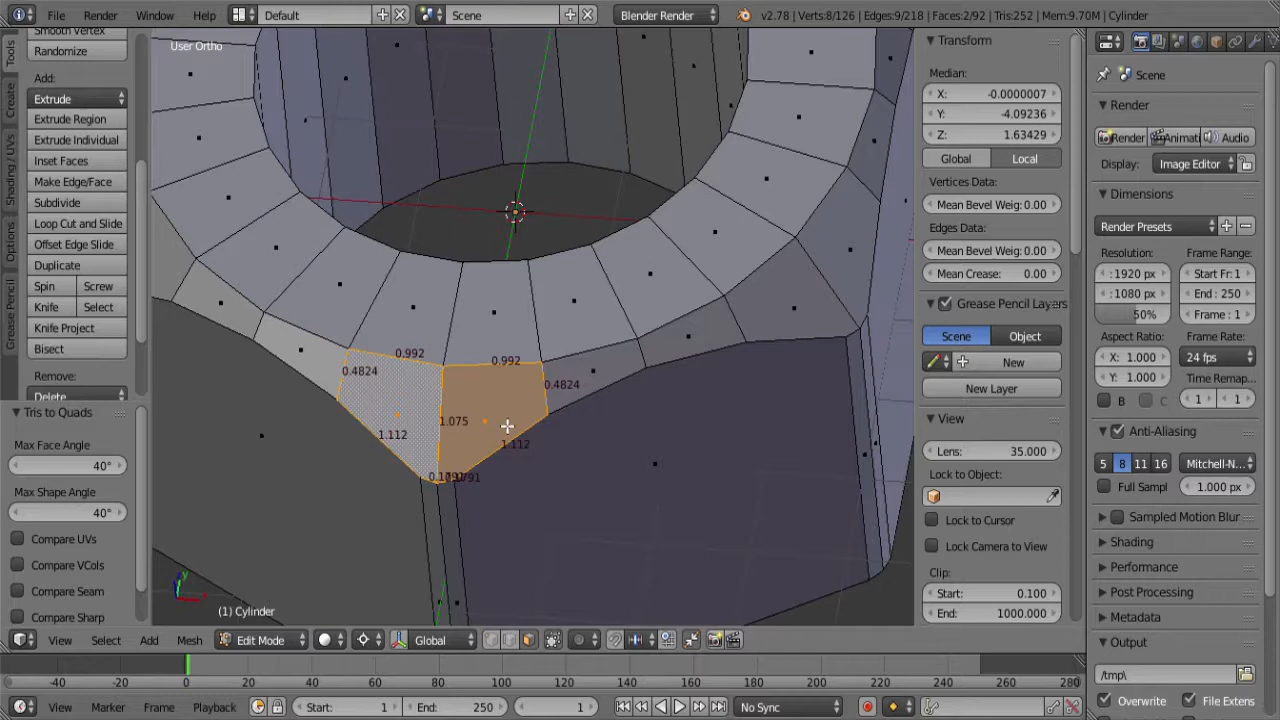 File Render Window Help Default Scene Blender Render v2.78 | Verts:8/126 | Edges:9/218 | Faces:2/92 | Tris:252 | Mem:9.70M | Cylinder
User Ortho
Tools
Create
Shading / UVs
Options
Grease Pencil
Smooth Vertex
Randomize
Add:
Extrude
Extrude Region
Extrude Individual
Inset Faces
Make Edge/Face
Subdivide
Loop Cut and Slide
Offset Edge Slide
Duplicate
Spin Screw
Knife Select
Knife Project
Bisect
Remove:
Delete
Tris to Quads
Max Face Angle
40°
Max Shape Angle
40°
Compare UVs
Compare VCols
Compare Seam
Compare Sharp
0.992
0.992
0.4824
0.4824
1.075
1.112
1.112
(1) Cylinder
Transform
Median:
X: -0.0000007
Y: -4.09236
Z: 1.63429
Global Local
Vertices Data:
Mean Bevel Weig: 0.00
Edges Data:
Mean Bevel Weig: 0.00
Mean Crease: 0.00
Grease Pencil Layers
Scene Object
New
New Layer
View
Lens: 35.000
Lock to Object:
Lock to Cursor
Lock Camera to View
Clip:
Start: 0.100
End: 1000.000
Scene
Render
Render Animati Audio
Display: Image Editor
Dimensions
Render Presets
Resolution: Frame Range:
: 1920 px Start Fr: 1
: 1080 px End : 250
50% Frame : 1
Aspect Ratio: Frame Rate:
X: 1.000 24 fps
Y: 1.000 Time Remap...
B C : 1 : 1
Anti-Aliasing
5 8 11 16 Mitchell-N...
Full Sampl : 1.000 px
Sampled Motion Blur
Shading
Performance
Post Processing
Metadata
Output
/tmp\
Overwrite File Extens
View Select Add Mesh Edit Mode Global
-40 -20 0 20 40 60 80 100 120 140 160 180 200 220 240 260 280
View Marker Frame Playback Start: 1 End: 250 1 No Sync